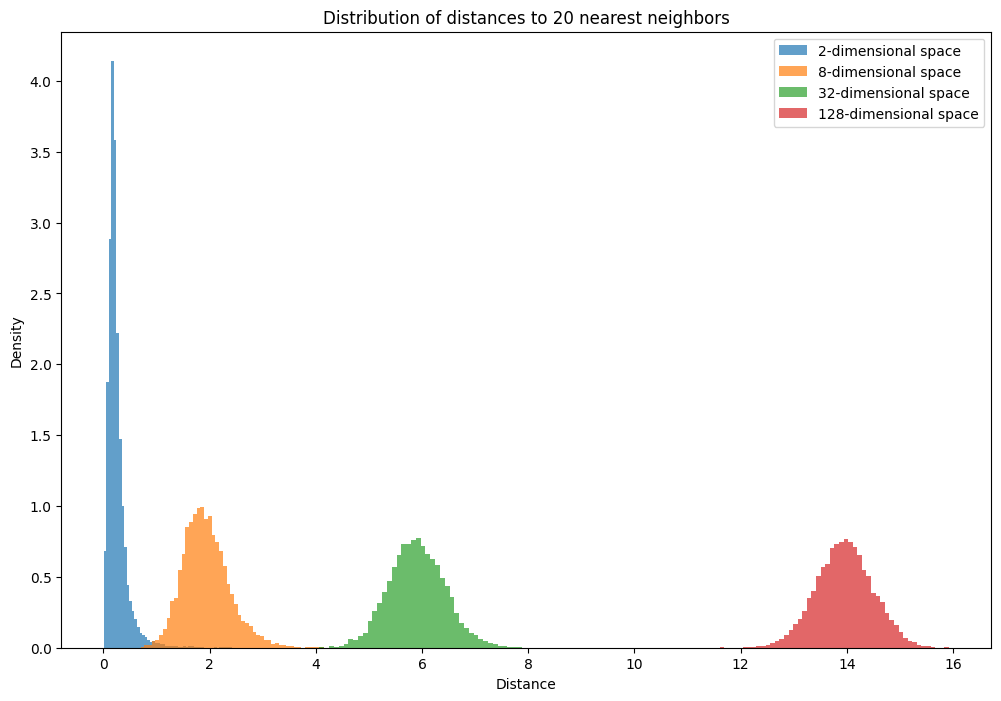 Distribution of distances to 20 nearest neighbors
2-dimensional space
8-dimensional space
32-dimensional space
128-dimensional space
4.0
3.5
3.0
2.5
2.0
1.5
1.0
0.5
0.0
Density
0 2 4 6 8 10 12 14 16
Distance